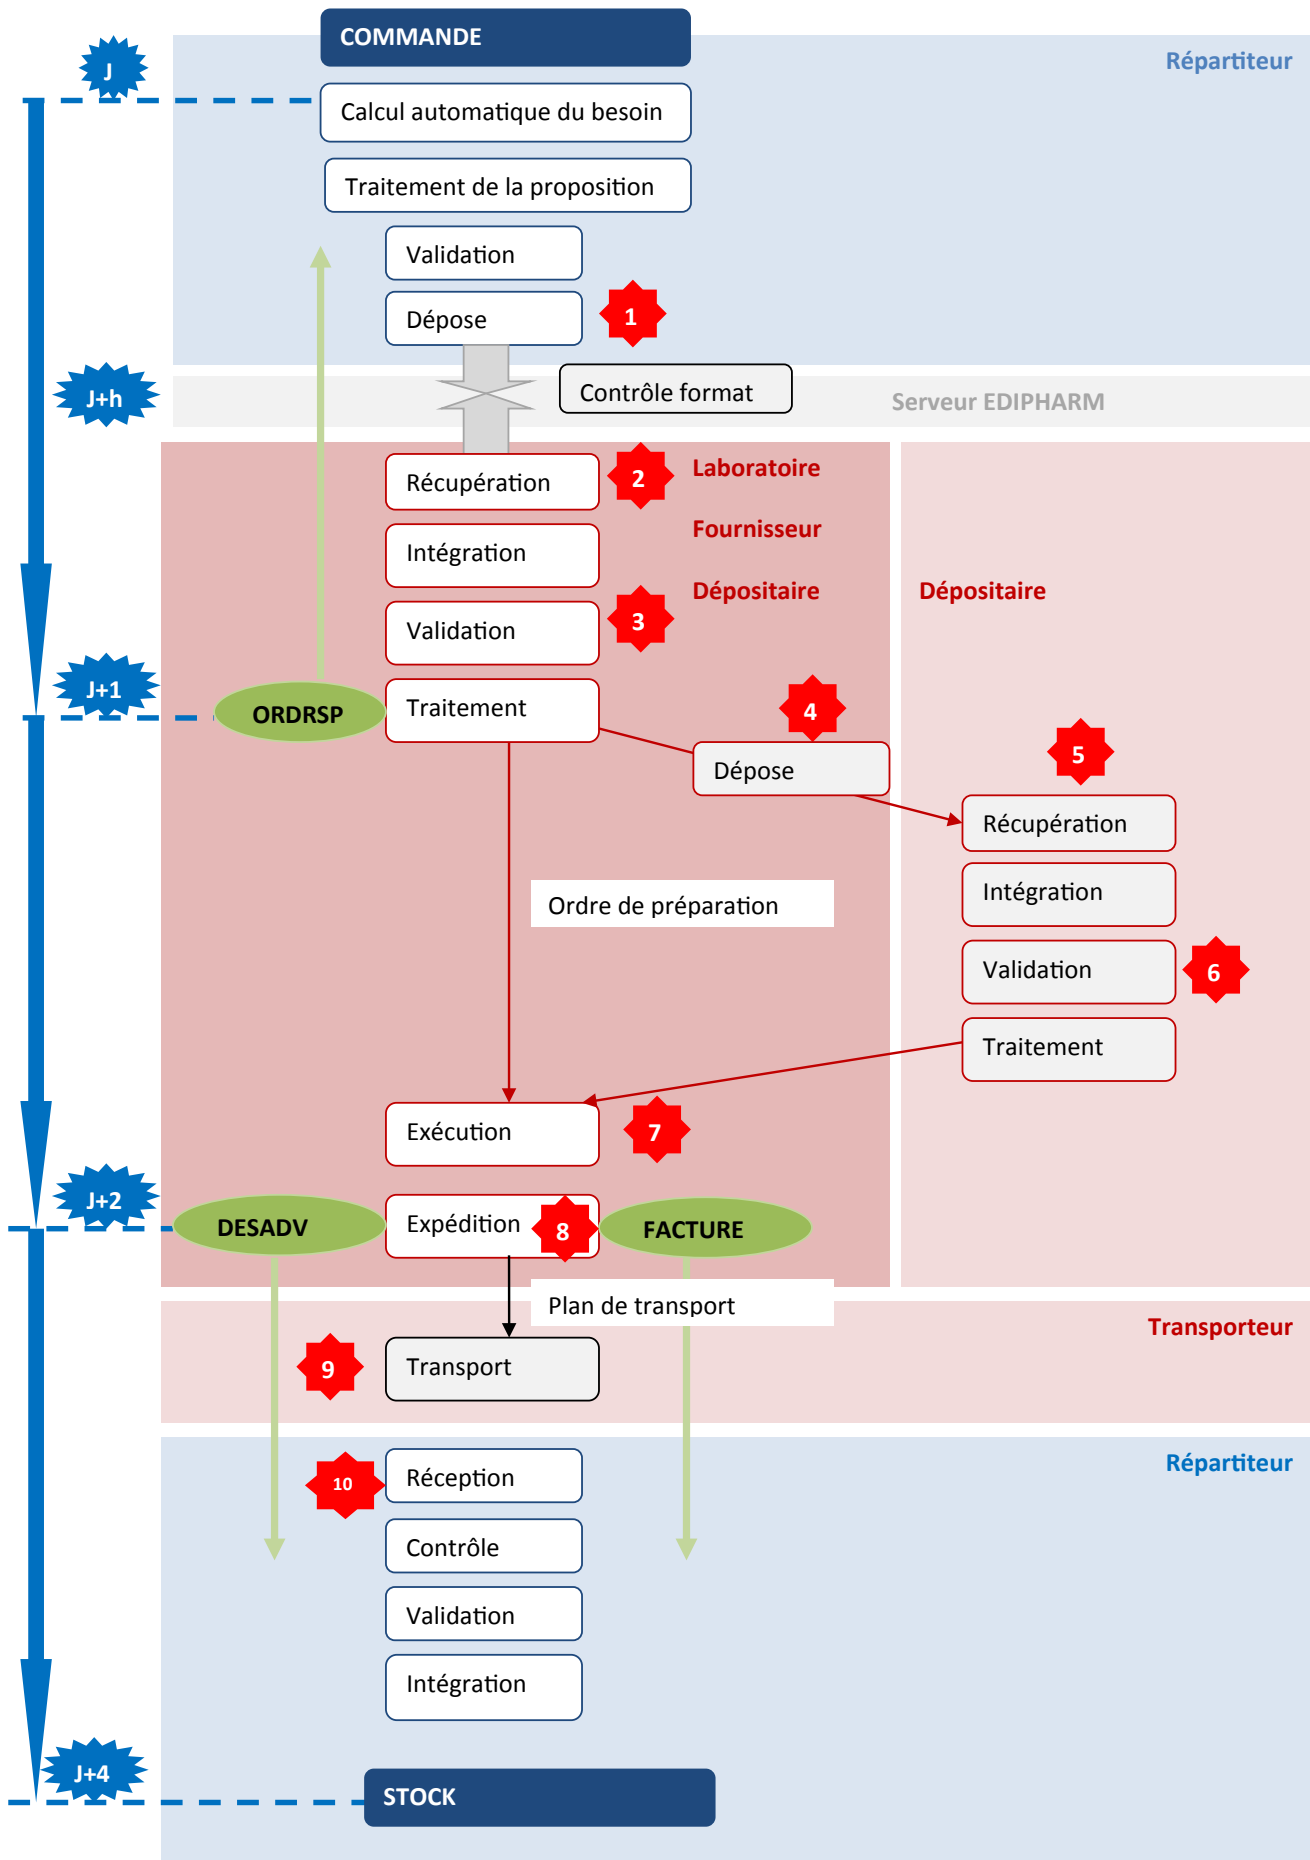 COMMANDE
Répartiteur
J
Calcul automatique du besoin
Traitement de la proposition
Validation
Dépose
1
Contrôle format
J+h
Serveur EDIPHARM
Récupération
2
Laboratoire
Fournisseur
Intégration
Dépositaire
Dépositaire
Validation
3
J+1
ORDRSP
Traitement
4
Dépose
5
Récupération
Intégration
Ordre de préparation
Validation
6
Traitement
Exécution
7
J+2
DESADV
Expédition
8
FACTURE
Plan de transport
Transporteur
9
Transport
Répartiteur
10
Réception
Contrôle
Validation
Intégration
J+4
STOCK